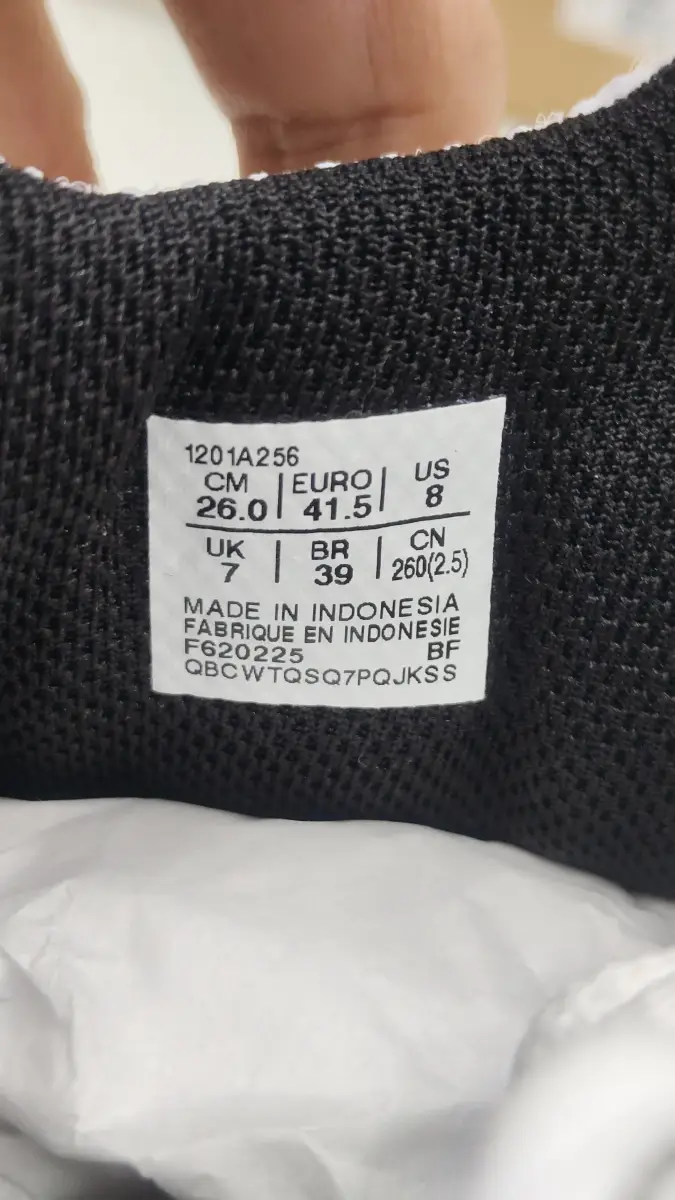 1201A256
CM | EURO | US
26.0 | 41.5 | 8
UK | BR | CN
7 | 39 | 260(2.5)
MADE IN INDONESIA
FABRIQUE EN INDONESIE
F620225 BF
QBCWTQSQ7PQJKSS